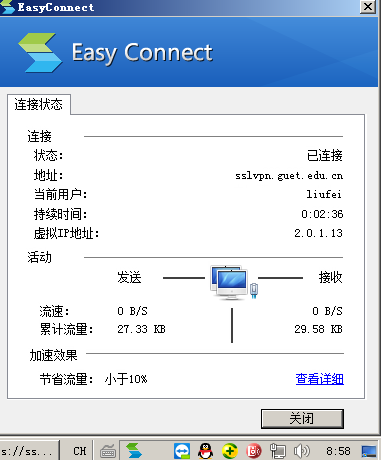 EasyConnect
Easy Connect
连接状态
连接
状态: 已连接
地址: sslvpn.guet.edu.cn
当前用户: liufei
持续时间: 0:02:36
虚拟IP地址: 2.0.1.13
活动
发送 接收
流速: 0 B/S 0 B/S
累计流量: 27.33 KB 29.58 KB
加速效果
节省流量: 小于10% 查看详细
关闭
s://ss... CH 8:58